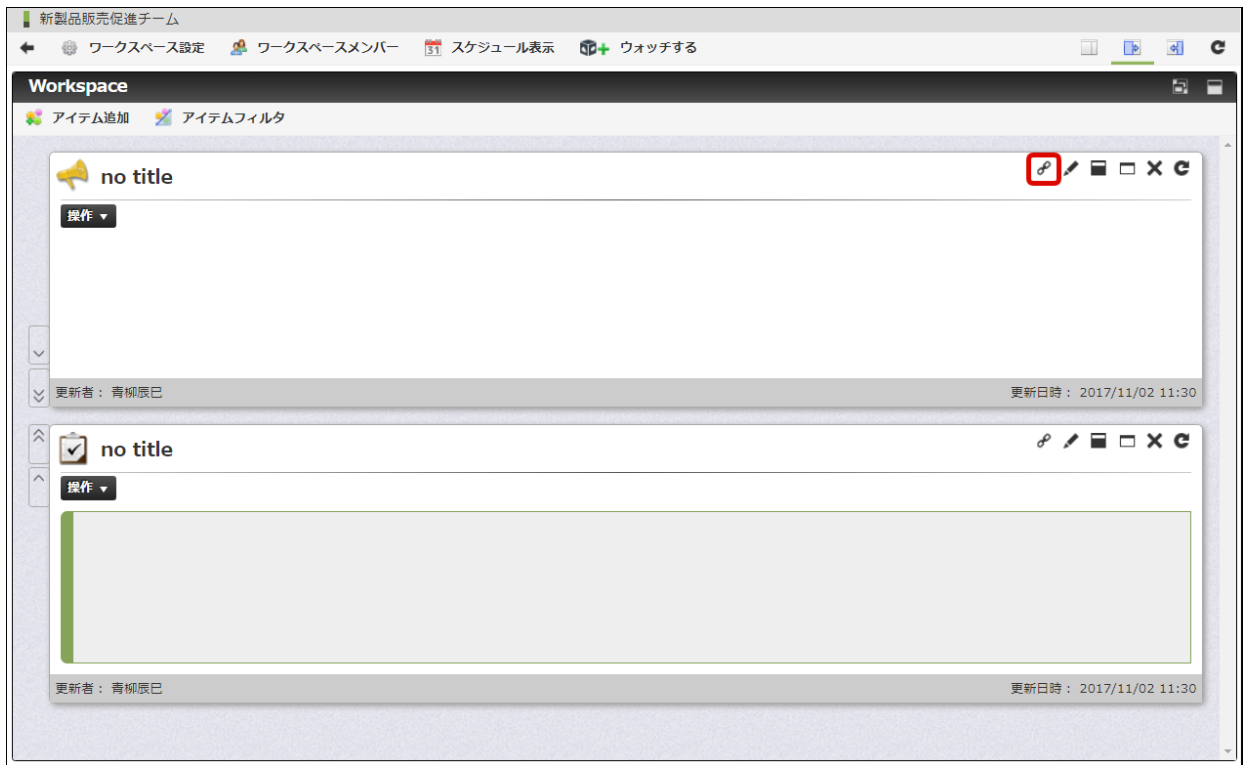 新製品販売促進チーム
ワークスペース設定 ワークスペースメンバー 31 スケジュール表示 ウォッチする
Workspace
アイテム追加 アイテムフィルタ
no title
操作 ▼
更新者： 青柳辰巳 更新日時： 2017/11/02 11:30
no title
操作 ▼
更新者： 青柳辰巳 更新日時： 2017/11/02 11:30